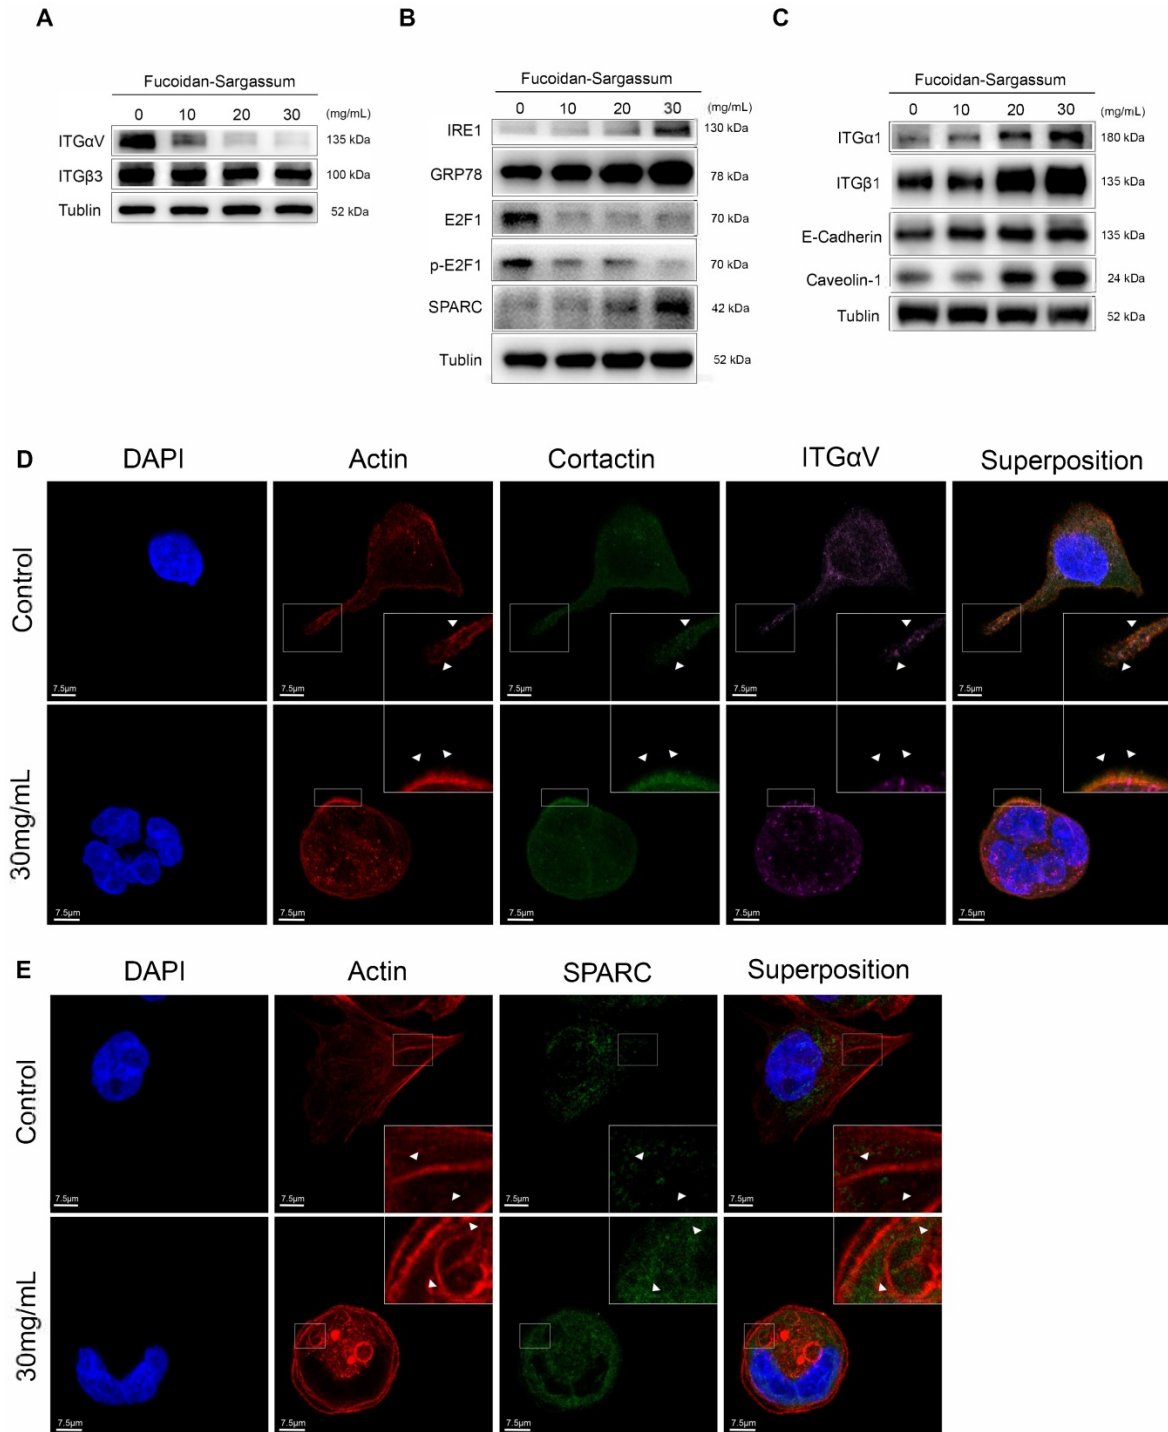 A
Fucoidan-Sargassum
0 10 20 30 (mg/mL)
ITGαV 135 kDa
ITGβ3 100 kDa
Tublin 52 kDa
B
Fucoidan-Sargassum
0 10 20 30 (mg/mL)
IRE1 130 kDa
GRP78 78 kDa
E2F1 70 kDa
p-E2F1 70 kDa
SPARC 42 kDa
Tublin 52 kDa
C
Fucoidan-Sargassum
0 10 20 30 (mg/mL)
ITGα1 180 kDa
ITGβ1 135 kDa
E-Cadherin 135 kDa
Caveolin-1 24 kDa
Tublin 52 kDa
D DAPI Actin Cortactin ITGαV Superposition
Control
7.5μm 7.5μm 7.5μm 7.5μm 7.5μm
30mg/mL
7.5μm 7.5μm 7.5μm 7.5μm 7.5μm
E DAPI Actin SPARC Superposition
Control
7.5μm 7.5μm 7.5μm 7.5μm
30mg/mL
7.5μm 7.5μm 7.5μm 7.5μm